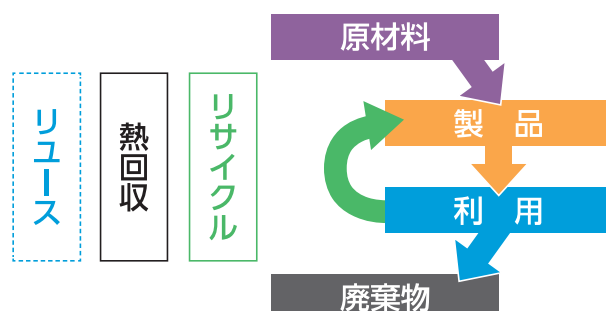 リユース
熱回収
リサイクル
原材料
製品
利用
廃棄物